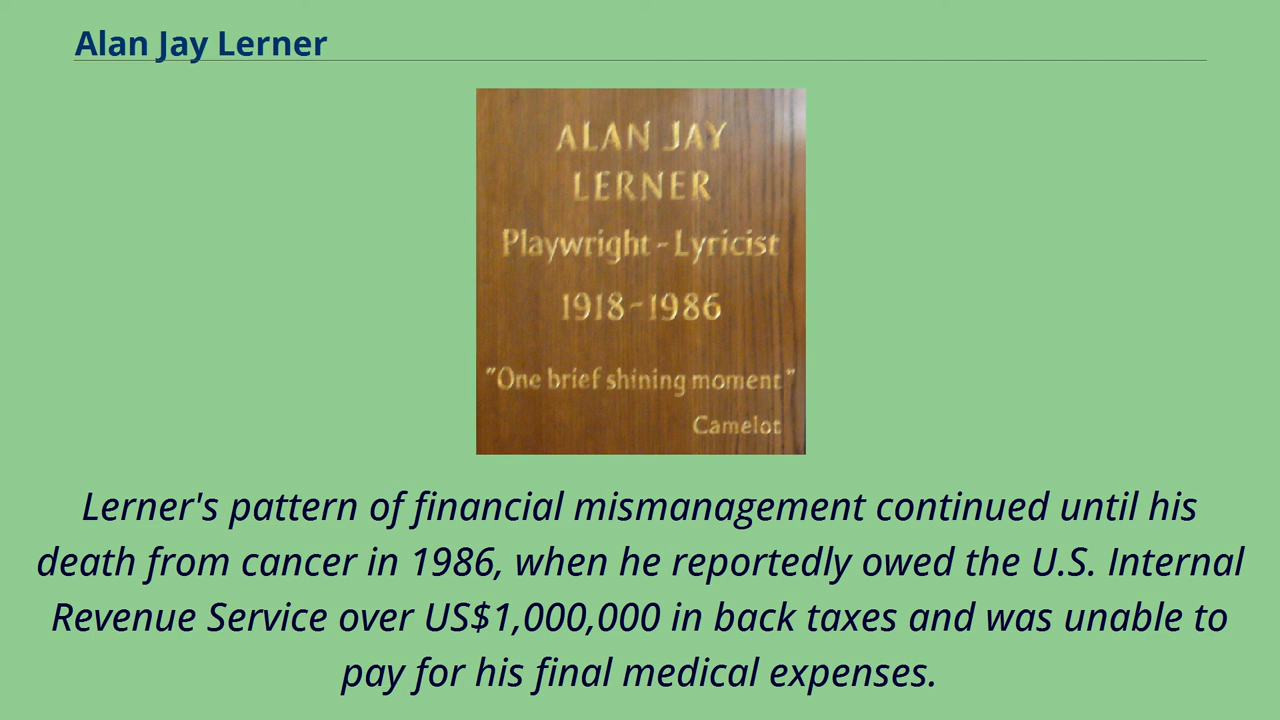 Alan Jay Lerner
ALAN JAY
LERNER
Playwright - Lyricist
1918-1986
"One brief shining moment"
Camelot
Lerner's pattern of financial mismanagement continued until his
death from cancer in 1986, when he reportedly owed the U.S. Internal
Revenue Service over US$1,000,000 in back taxes and was unable to
pay for his final medical expenses.